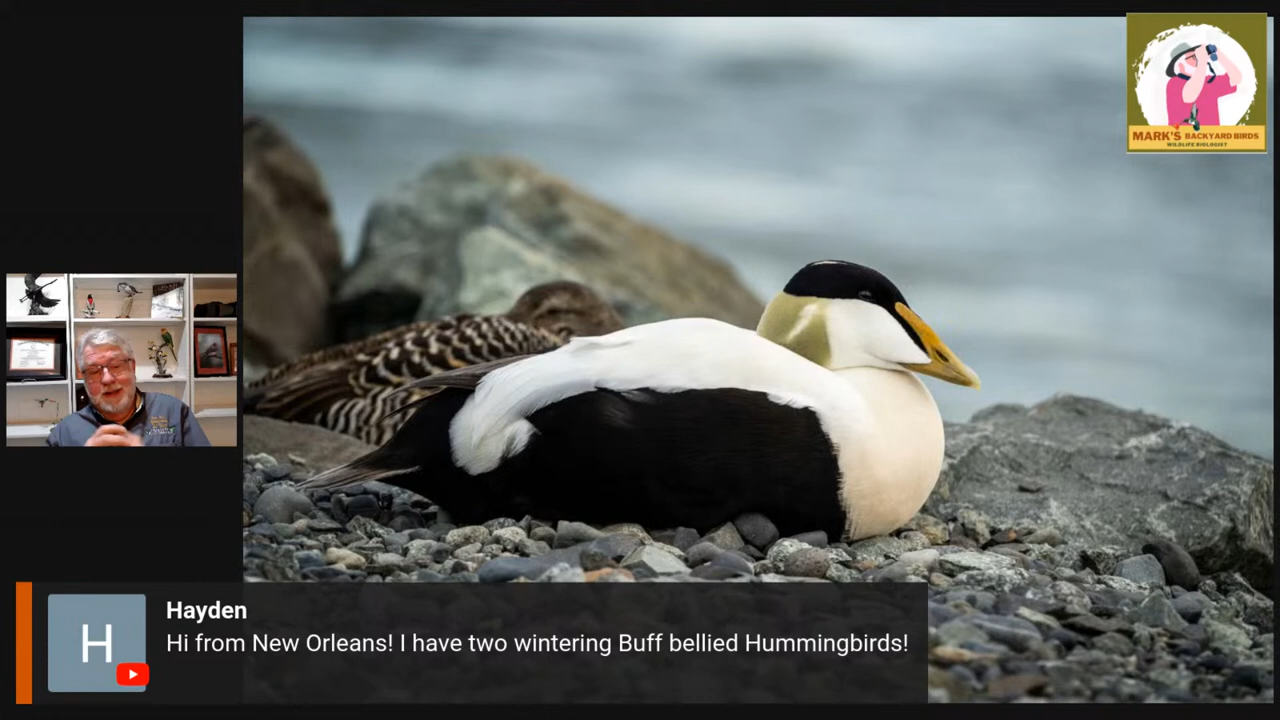 MARK'S BACKYARD BIRDS
WILDLIFE BIOLOGIST
H
Hayden
Hi from New Orleans! I have two wintering Buff bellied Hummingbirds!